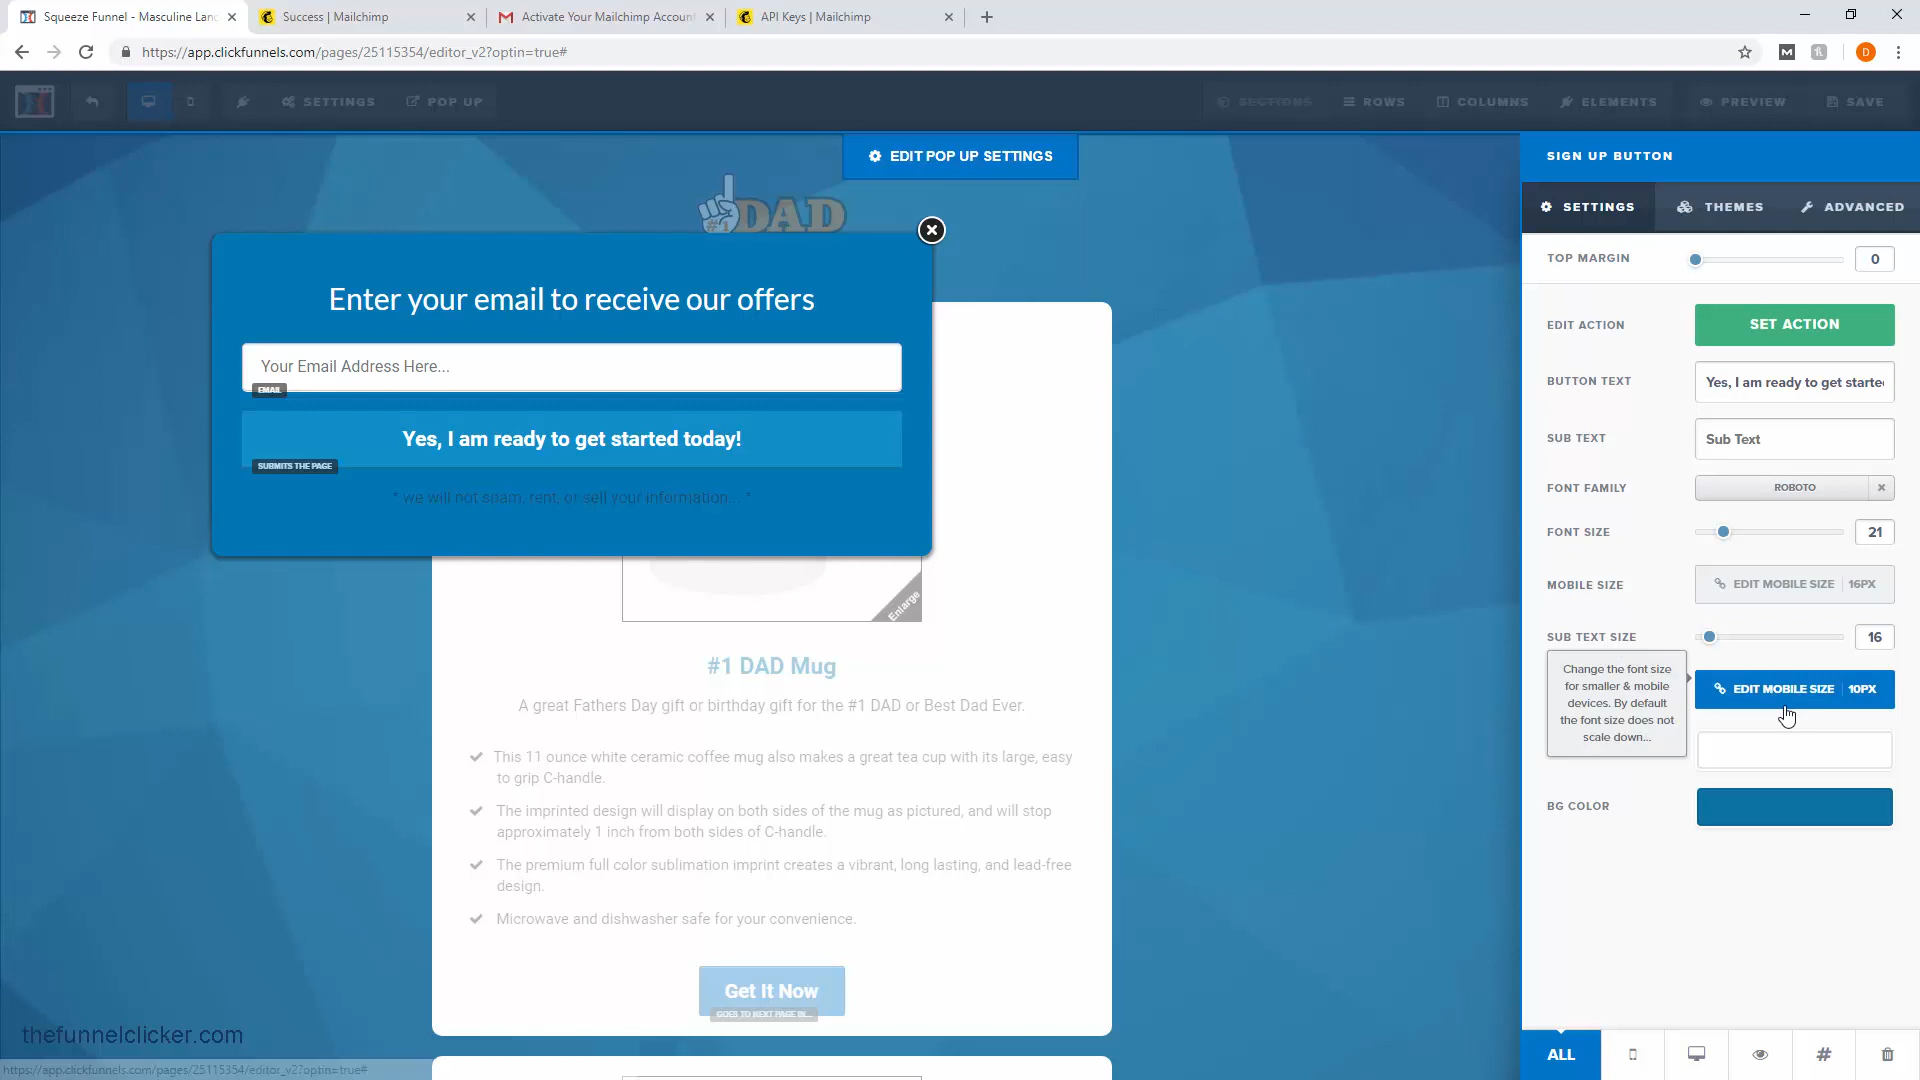 Squeeze Funnel - Masculine Lan
Success | Mailchimp
Activate Your Mailchimp Accoun
API Keys | Mailchimp
https://app.clickfunnels.com/pages/25115354/editor_v2?optin=true#
M
D
SETTINGS
POP UP
SECTIONS
ROWS
COLUMNS
ELEMENTS
PREVIEW
SAVE
EDIT POP UP SETTINGS
#1 DAD
Enter your email to receive our offers
Your Email Address Here...
EMAIL
Yes, I am ready to get started today!
SUBMITS THE PAGE
* we will not spam, rent, or sell your information... *
Enlarge
#1 DAD Mug
A great Fathers Day gift or birthday gift for the #1 DAD or Best Dad Ever.
This 11 ounce white ceramic coffee mug also makes a great tea cup with its large, easy
to grip C-handle.
The imprinted design will display on both sides of the mug as pictured, and will stop
approximately 1 inch from both sides of C-handle.
The premium full color sublimation imprint creates a vibrant, long lasting, and lead-free
design.
Microwave and dishwasher safe for your convenience.
Get It Now
GOES TO NEXT PAGE IN...
thefunnelclicker.com
https://app.clickfunnels.com/pages/25115354/editor_v2?optin=true#
SIGN UP BUTTON
SETTINGS
THEMES
ADVANCED
TOP MARGIN
0
EDIT ACTION
SET ACTION
BUTTON TEXT
Yes, I am ready to get starte
SUB TEXT
Sub Text
FONT FAMILY
ROBOTO
FONT SIZE
21
MOBILE SIZE
EDIT MOBILE SIZE 16PX
SUB TEXT SIZE
16
Change the font size
for smaller & mobile
devices. By default
the font size does not
scale down...
EDIT MOBILE SIZE 10PX
BG COLOR
ALL
#